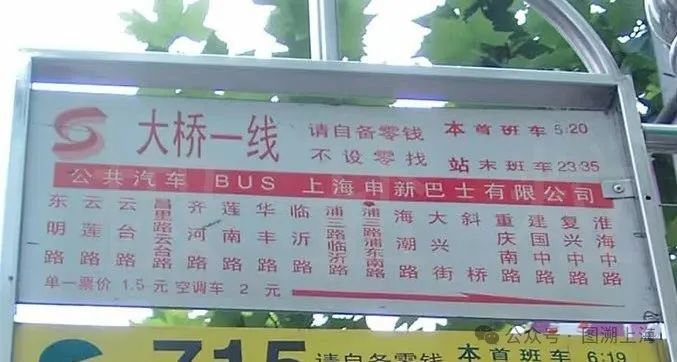 大桥一线
请自备零钱
不设零找
本站
首班车 5:20
末班车 23:35
公共汽车 BUS 上海申新巴士有限公司
东明路
云莲路
云台路
昌里路云台路
齐河路
莲南路
华丰路
临沂路
浦三路临沂路
浦三路浦东南路
海潮路
大兴街
斜桥
重庆南路
建国中路
复兴中路
淮海中路
单一票价 1.5 元 空调车 2 元
715 请自备零钱 本首班车 6:19
公众号 · 图溯上海